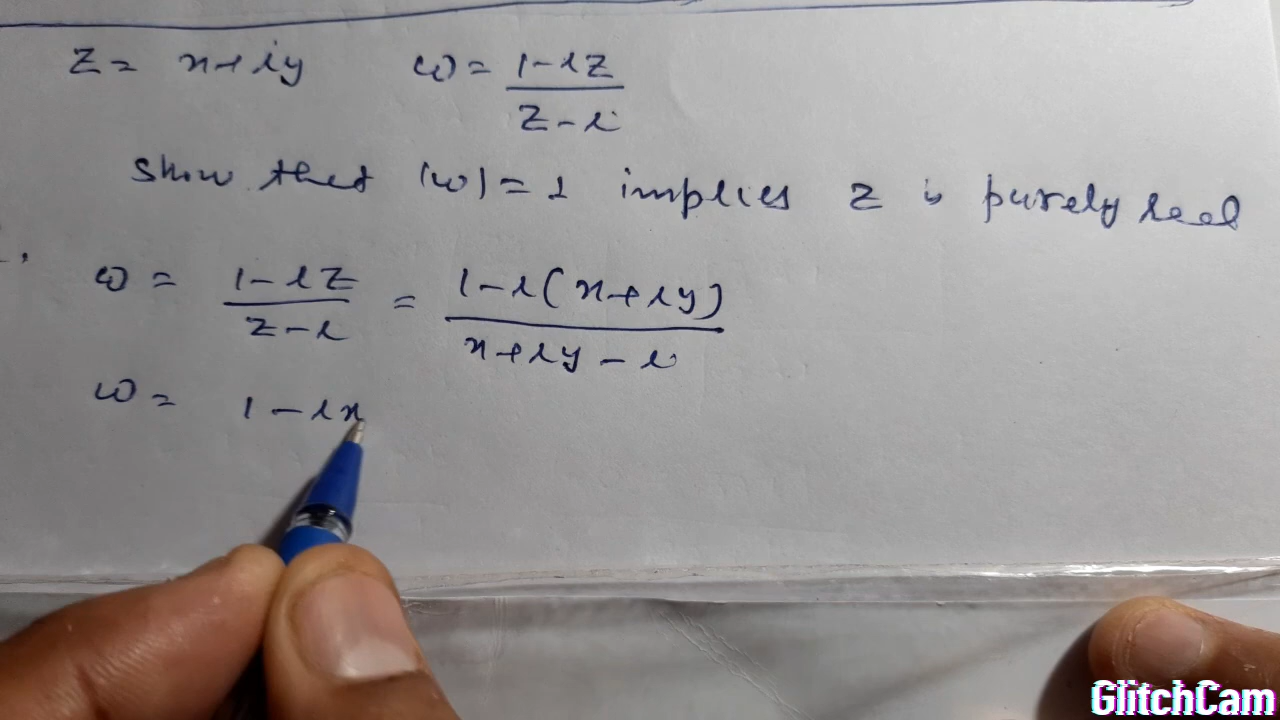 z = x+iy   ω = (1-iz)/(z-i)
show that |ω| = 1 implies z is purely real
ω = (1-iz)/(z-i) = (1-i(x+iy))/(x+iy-i)
ω = 1-ix
GlitchCam